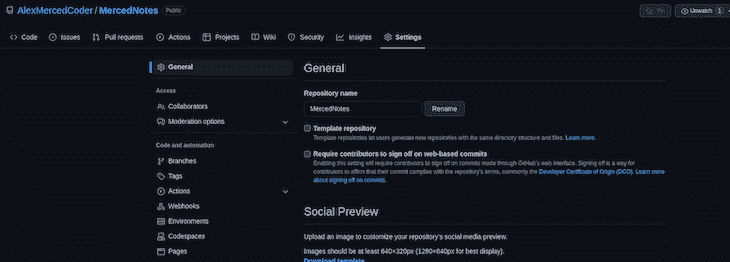 AlexMercedCoder / MercedNotes Public
Unwatch 1
Code Issues Pull requests Actions Projects Wiki Security Insights Settings
General
Access
Collaborators
Moderation options
Code and automation
Branches
Tags
Actions
Webhooks
Environments
Codespaces
Pages
General
Repository name
MercedNotes Rename
Template repository
Template repositories let users generate new repositories with the same directory structure and files. Learn more.
Require contributors to sign off on web-based commits
Enabling this setting will require contributors to sign off on commits made through GitHub's web interface. Signing off is a way for
contributors to affirm that their commit complies with the repository's terms, commonly the Developer Certificate of Origin (DCO). Learn more
about signing off on commits.
Social Preview
Upload an image to customize your repository's social media preview.
Images should be at least 640×320px (1280×640px for best display).
Download template